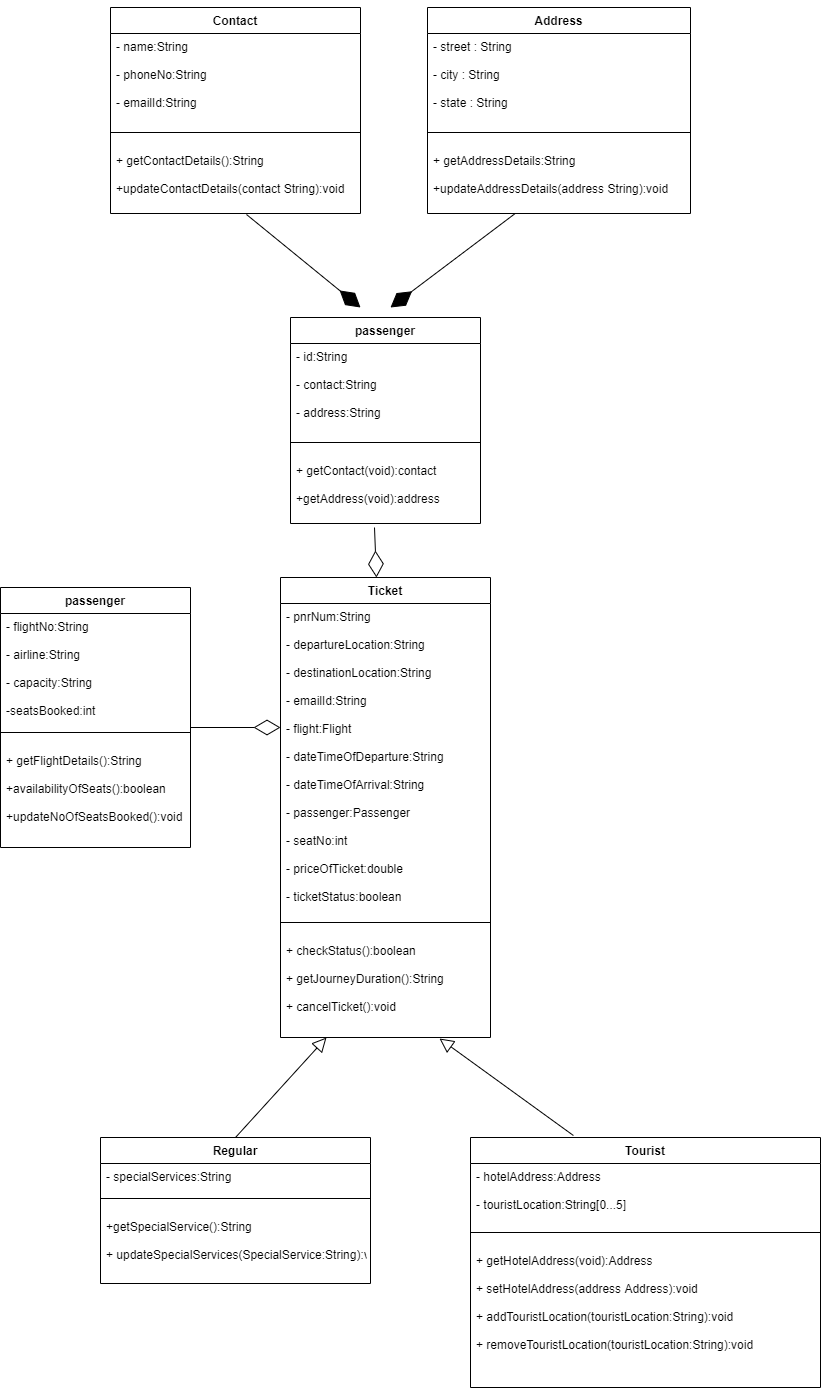 Contact
- name:String
- phoneNo:String
- emailId:String
+ getContactDetails():String
+updateContactDetails(contact String):void
Address
- street : String
- city : String
- state : String
+ getAddressDetails:String
+updateAddressDetails(address String):void
passenger
- id:String
- contact:String
- address:String
+ getContact(void):contact
+getAddress(void):address
passenger
- flightNo:String
- airline:String
- capacity:String
-seatsBooked:int
+ getFlightDetails():String
+availabilityOfSeats():boolean
+updateNoOfSeatsBooked():void
Ticket
- pnrNum:String
- departureLocation:String
- destinationLocation:String
- emailId:String
- flight:Flight
- dateTimeOfDeparture:String
- dateTimeOfArrival:String
- passenger:Passenger
- seatNo:int
- priceOfTicket:double
- ticketStatus:boolean
+ checkStatus():boolean
+ getJourneyDuration():String
+ cancelTicket():void
Regular
- specialServices:String
+getSpecialService():String
+ updateSpecialServices(SpecialService:String):
Tourist
- hotelAddress:Address
- touristLocation:String[0...5]
+ getHotelAddress(void):Address
+ setHotelAddress(address Address):void
+ addTouristLocation(touristLocation:String):void
+ removeTouristLocation(touristLocation:String):void